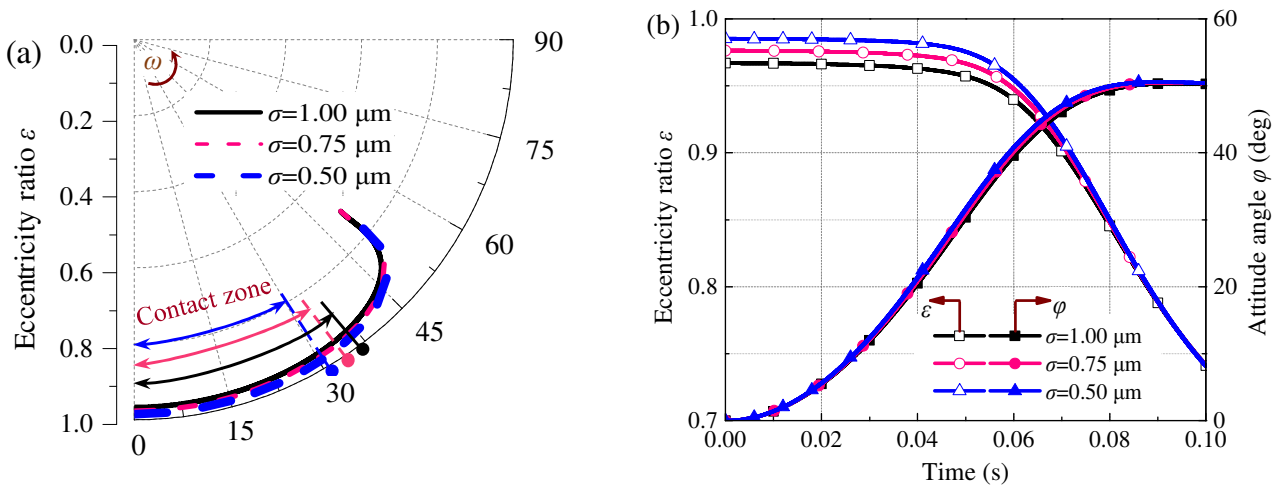 (a)
Eccentricity ratio ε
0.0
0.2
0.4
0.6
0.8
1.0
ω
σ=1.00 μm
σ=0.75 μm
σ=0.50 μm
Contact zone
0
15
30
45
60
75
90
(b)
Eccentricity ratio ε
1.0
0.9
0.8
0.7
ε
φ
σ=1.00 μm
σ=0.75 μm
σ=0.50 μm
0.00 0.02 0.04 0.06 0.08 0.10
Time (s)
60
50
40
30
20
10
0
Attitude angle φ (deg)